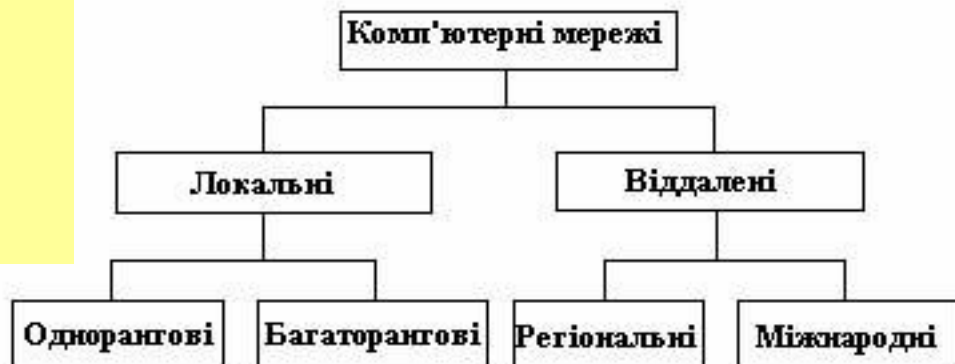 Комп'ютерні мережі
Локальні
Віддалені
Однорангові
Багаторангові
Регіональні
Міжнародні